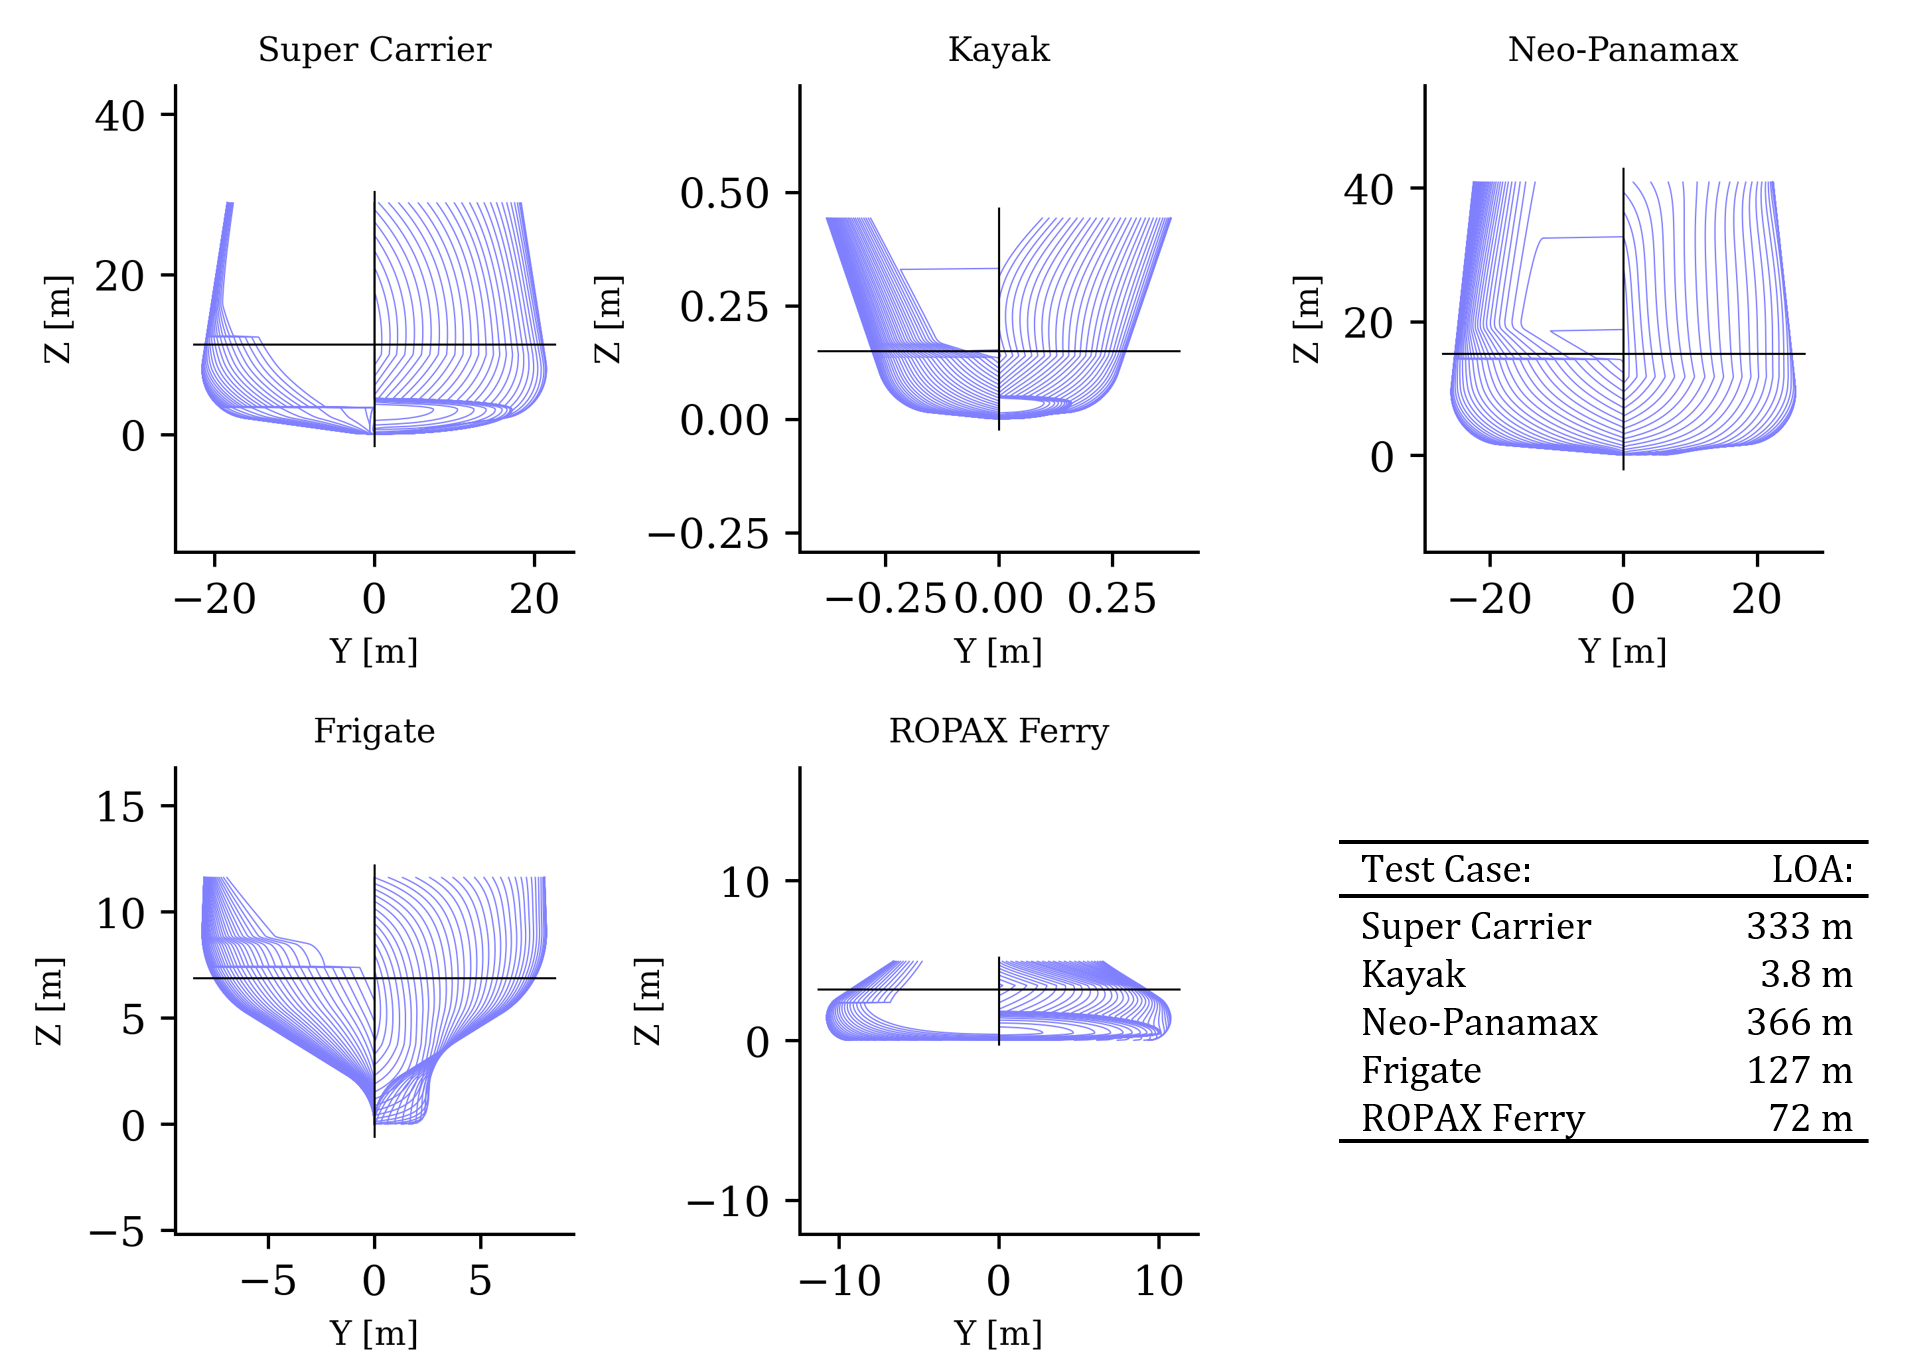 Super Carrier
Z [m]
40
20
0
−20 0 20
Y [m]
Kayak
Z [m]
0.50
0.25
0.00
−0.25
−0.25 0.00 0.25
Y [m]
Neo-Panamax
Z [m]
40
20
0
−20 0 20
Y [m]
Frigate
Z [m]
15
10
5
0
−5
−5 0 5
Y [m]
ROPAX Ferry
Z [m]
10
0
−10
−10 0 10
Y [m]
Test Case: LOA:
Super Carrier 333 m
Kayak 3.8 m
Neo-Panamax 366 m
Frigate 127 m
ROPAX Ferry 72 m